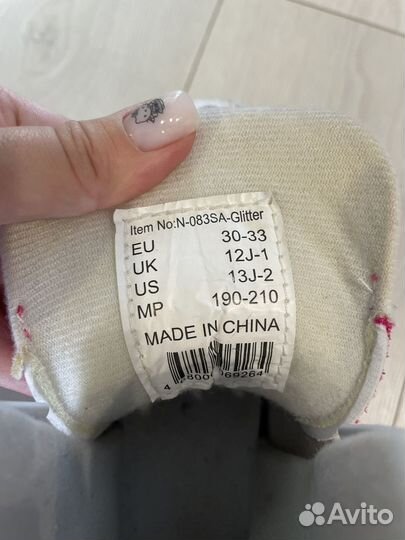 Item No:N-083SA-Glitter
EU 30-33
UK 12J-1
US 13J-2
MP 190-210
MADE IN CHINA
Avito